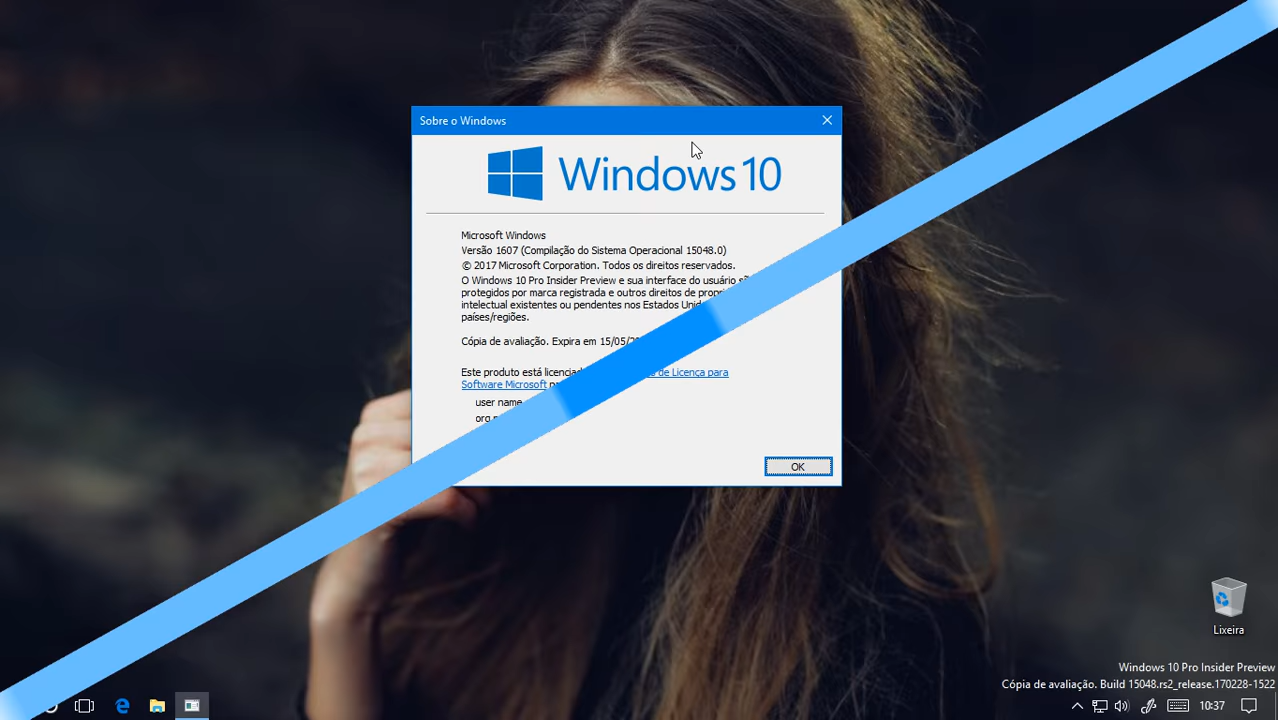 Sobre o Windows
Windows 10
Microsoft Windows
Versão 1607 (Compilação do Sistema Operacional 15048.0)
© 2017 Microsoft Corporation. Todos os direitos reservados.
O Windows 10 Pro Insider Preview e sua interface do usuário
protegidos por marca registrada e outros direitos de
intelectual existentes ou pendentes nos Estados
países/regiões.
Cópia de avaliação. Expira em 15/05/
Este produto está de Licença para
Software Microsoft
user name
OK
Lixeira
Windows 10 Pro Insider Preview
Cópia de avaliação. Build 15048.rs2_release.170228-1522
10:37